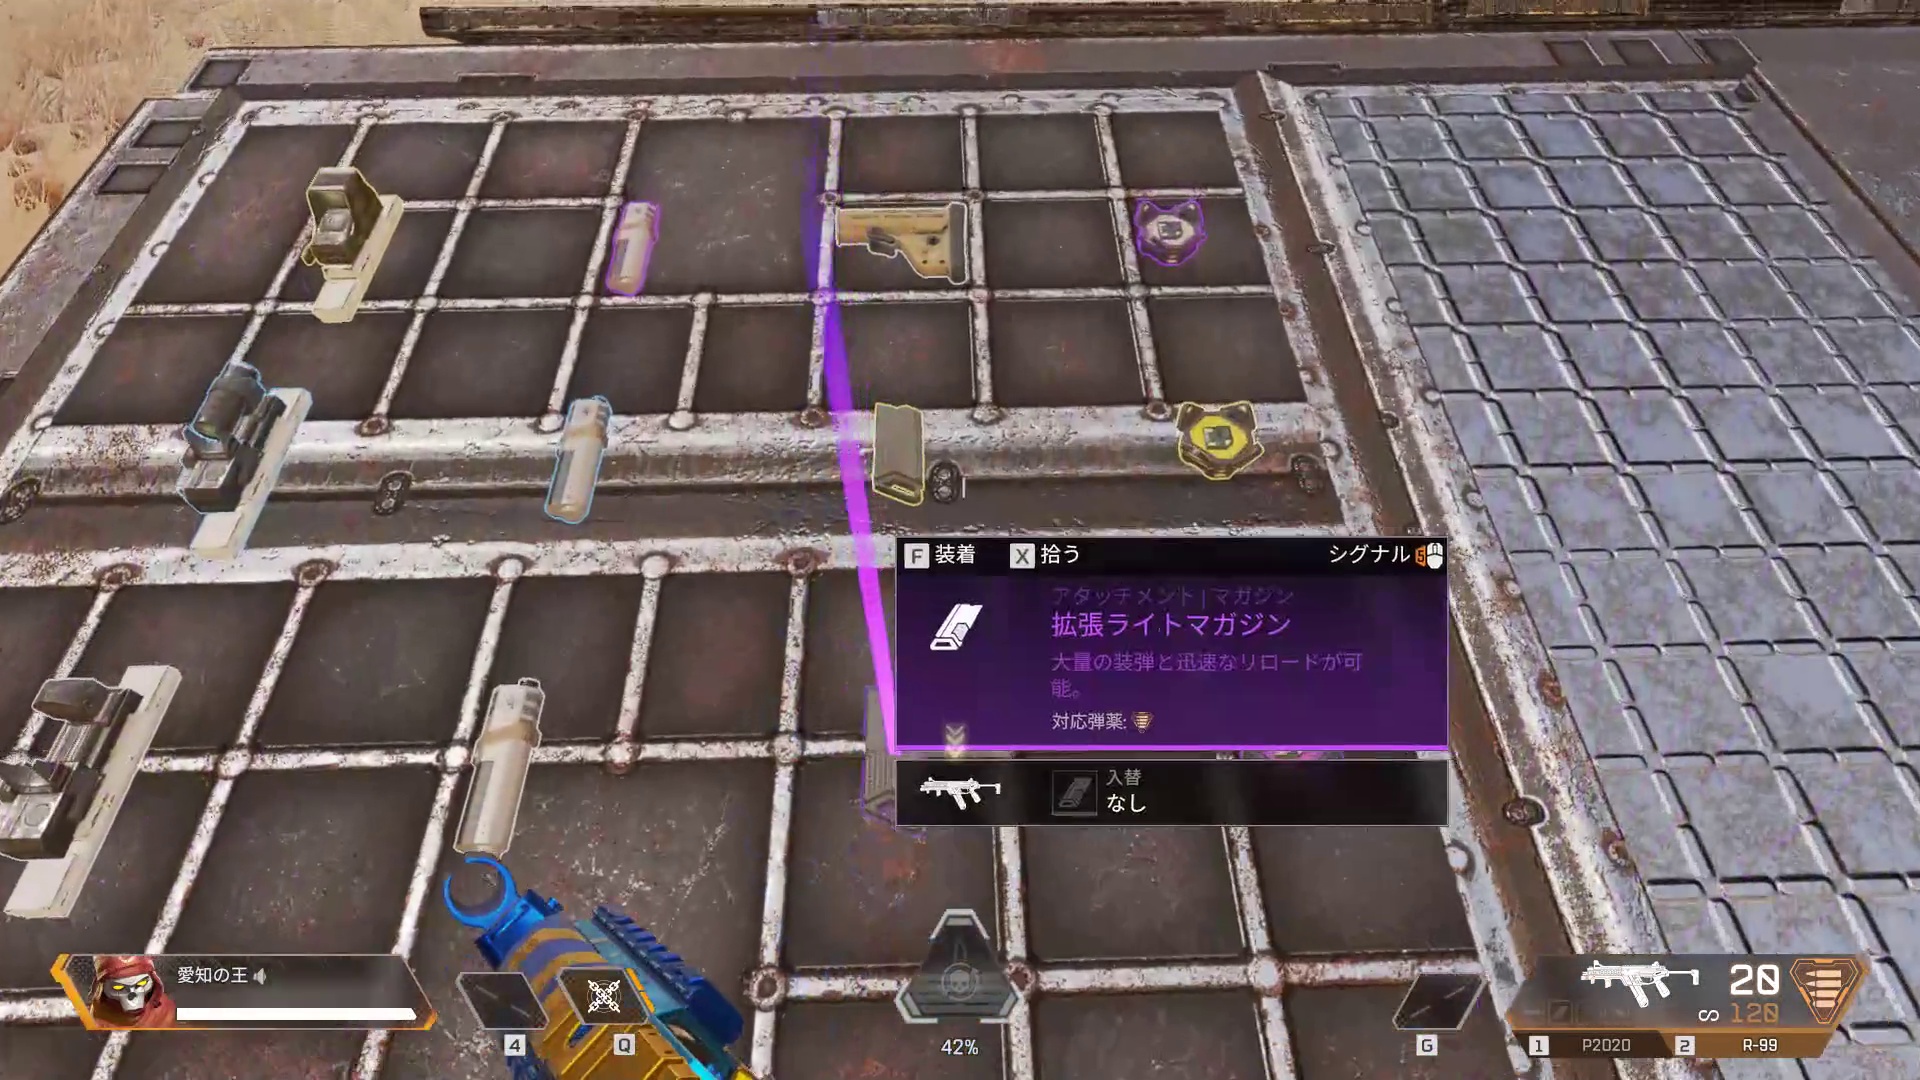 F 装着 X 拾う シグナル 5
アタッチメント | マガジン
拡張ライトマガジン
大量の装弾と迅速なリロードが可
能。
対応弾薬:
入替
なし
愛知の王
4
Q
42%
G
20
∞ 120
1 P2020 2 R-99